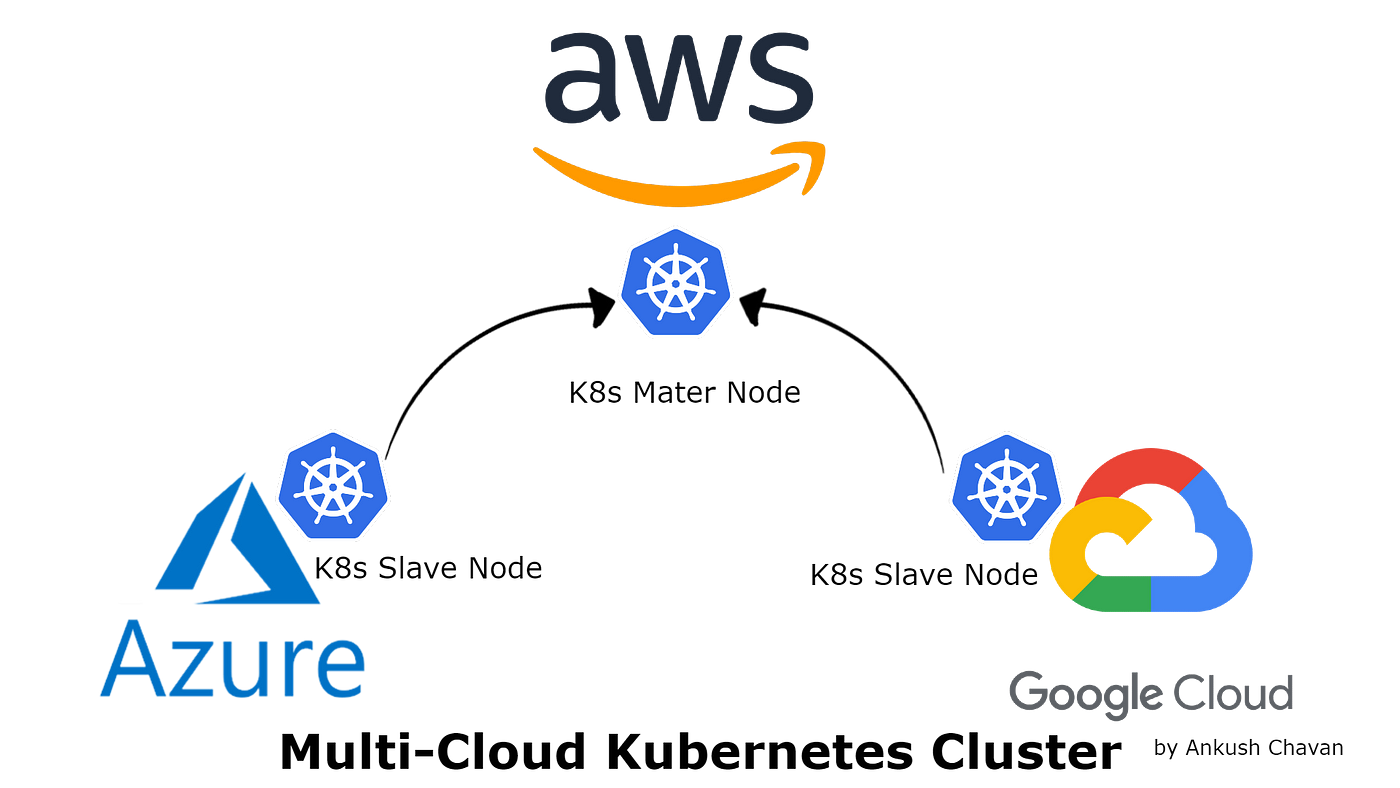 aws
K8s Mater Node
K8s Slave Node
K8s Slave Node
Azure
Google Cloud
Multi-Cloud Kubernetes Cluster
by Ankush Chavan